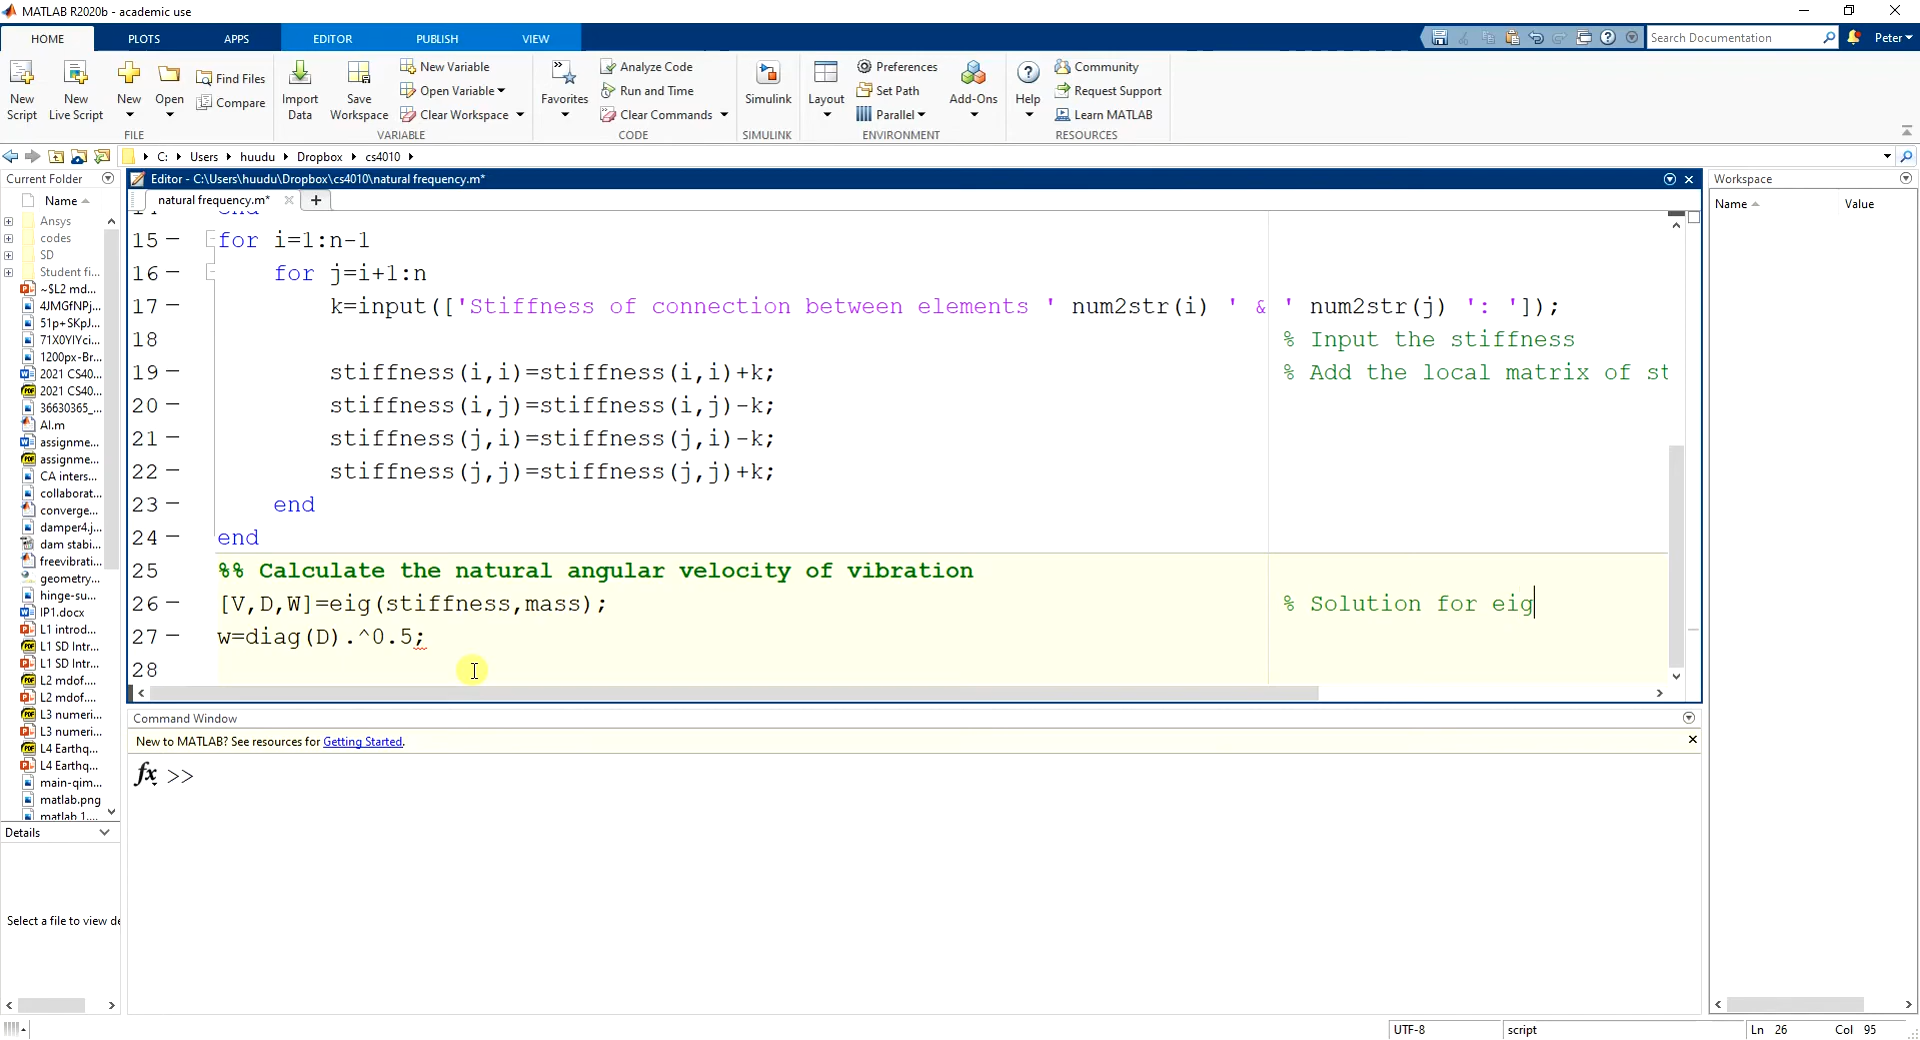 MATLAB R2020b - academic use
HOME PLOTS APPS EDITOR PUBLISH VIEW Search Documentation Peter
New Script New Live Script New Open Find Files Compare Import Data Save Workspace New Variable Open Variable Clear Workspace Favorites Analyze Code Run and Time Clear Commands Simulink Layout Preferences Set Path Parallel Add-Ons Help Community Request Support Learn MATLAB
FILE VARIABLE CODE SIMULINK ENVIRONMENT RESOURCES
C: Users huudu Dropbox cs4010
Current Folder
Name
Ansys
codes
SD
Student fi...
~$L2 md...
4JMGfNPj...
51p+SKpJ...
71X0YIYci...
1200px-Br...
2021 CS40...
2021 CS40...
36630365_...
AI.m
assignme...
assignme...
CA inters...
collaborat...
converge...
damper4.j...
dam stabi...
freevibrati...
geometry...
hinge-su...
IP1.docx
L1 introd...
L1 SD Intr...
L1 SD Intr...
L2 mdof....
L2 mdof....
L3 numeri...
L3 numeri...
L4 Earthq...
L4 Earthq...
main-qim...
matlab.png
matlab 1....
Details
Select a file to view de
Editor - C:\Users\huudu\Dropbox\cs4010\natural frequency.m*
natural frequency.m*
14 end
15 for i=1:n-1
16 for j=i+1:n
17 k=input(['Stiffness of connection between elements ' num2str(i) ' & ' num2str(j) ': ']);
18 % Input the stiffness
19 stiffness(i,i)=stiffness(i,i)+k; % Add the local matrix of st
20 stiffness(i,j)=stiffness(i,j)-k;
21 stiffness(j,i)=stiffness(j,i)-k;
22 stiffness(j,j)=stiffness(j,j)+k;
23 end
24 end
25 %% Calculate the natural angular velocity of vibration
26 [V,D,W]=eig(stiffness,mass); % Solution for eig
27 w=diag(D).^0.5;
28
Command Window
New to MATLAB? See resources for Getting Started.
fx >>
Workspace
Name Value
UTF-8 script Ln 26 Col 95